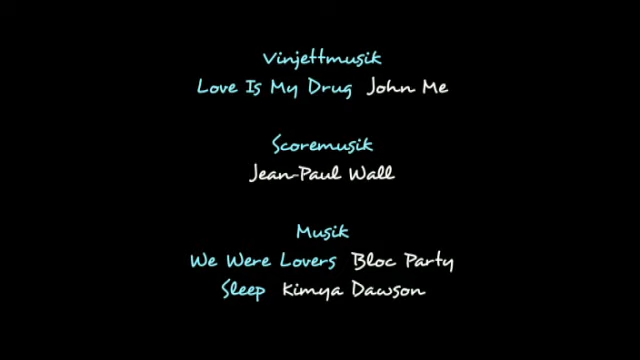 Vinjettmusik
Love Is My Drug John Me
Scoremusik
Jean-Paul Wall
Musik
We Were Lovers Bloc Party
Sleep Kimya Dawson